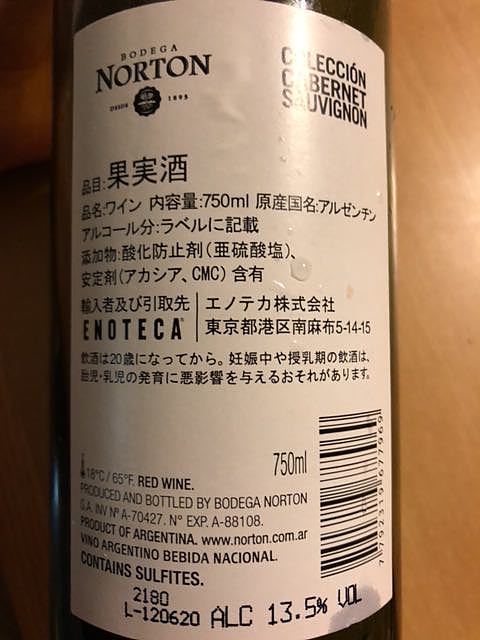 BODEGA
NORTON
DESDE 1895
COLECCIÓN
CABERNET
SAUVIGNON
品目:果実酒
品名:ワイン 内容量:750ml 原産国名:アルゼンチン
アルコール分:ラベルに記載
添加物:酸化防止剤(亜硫酸塩)、
安定剤(アカシア、CMC)含有
輸入者及び引取先 エノテカ株式会社
ENOTECA 東京都港区南麻布5-14-15
飲酒は20歳になってから。妊娠中や授乳期の飲酒は、
胎児・乳児の発育に悪影響を与えるおそれがあります。
750ml
18°C / 65°F. RED WINE.
PRODUCED AND BOTTLED BY BODEGA NORTON
S.A. INV Nº A-70427. N° EXP. A-88108.
PRODUCT OF ARGENTINA. www.norton.com.ar
VINO ARGENTINO BEBIDA NACIONAL.
CONTAINS SULFITES.
7 792319 677969
2180
L-120620 ALC 13.5% VOL